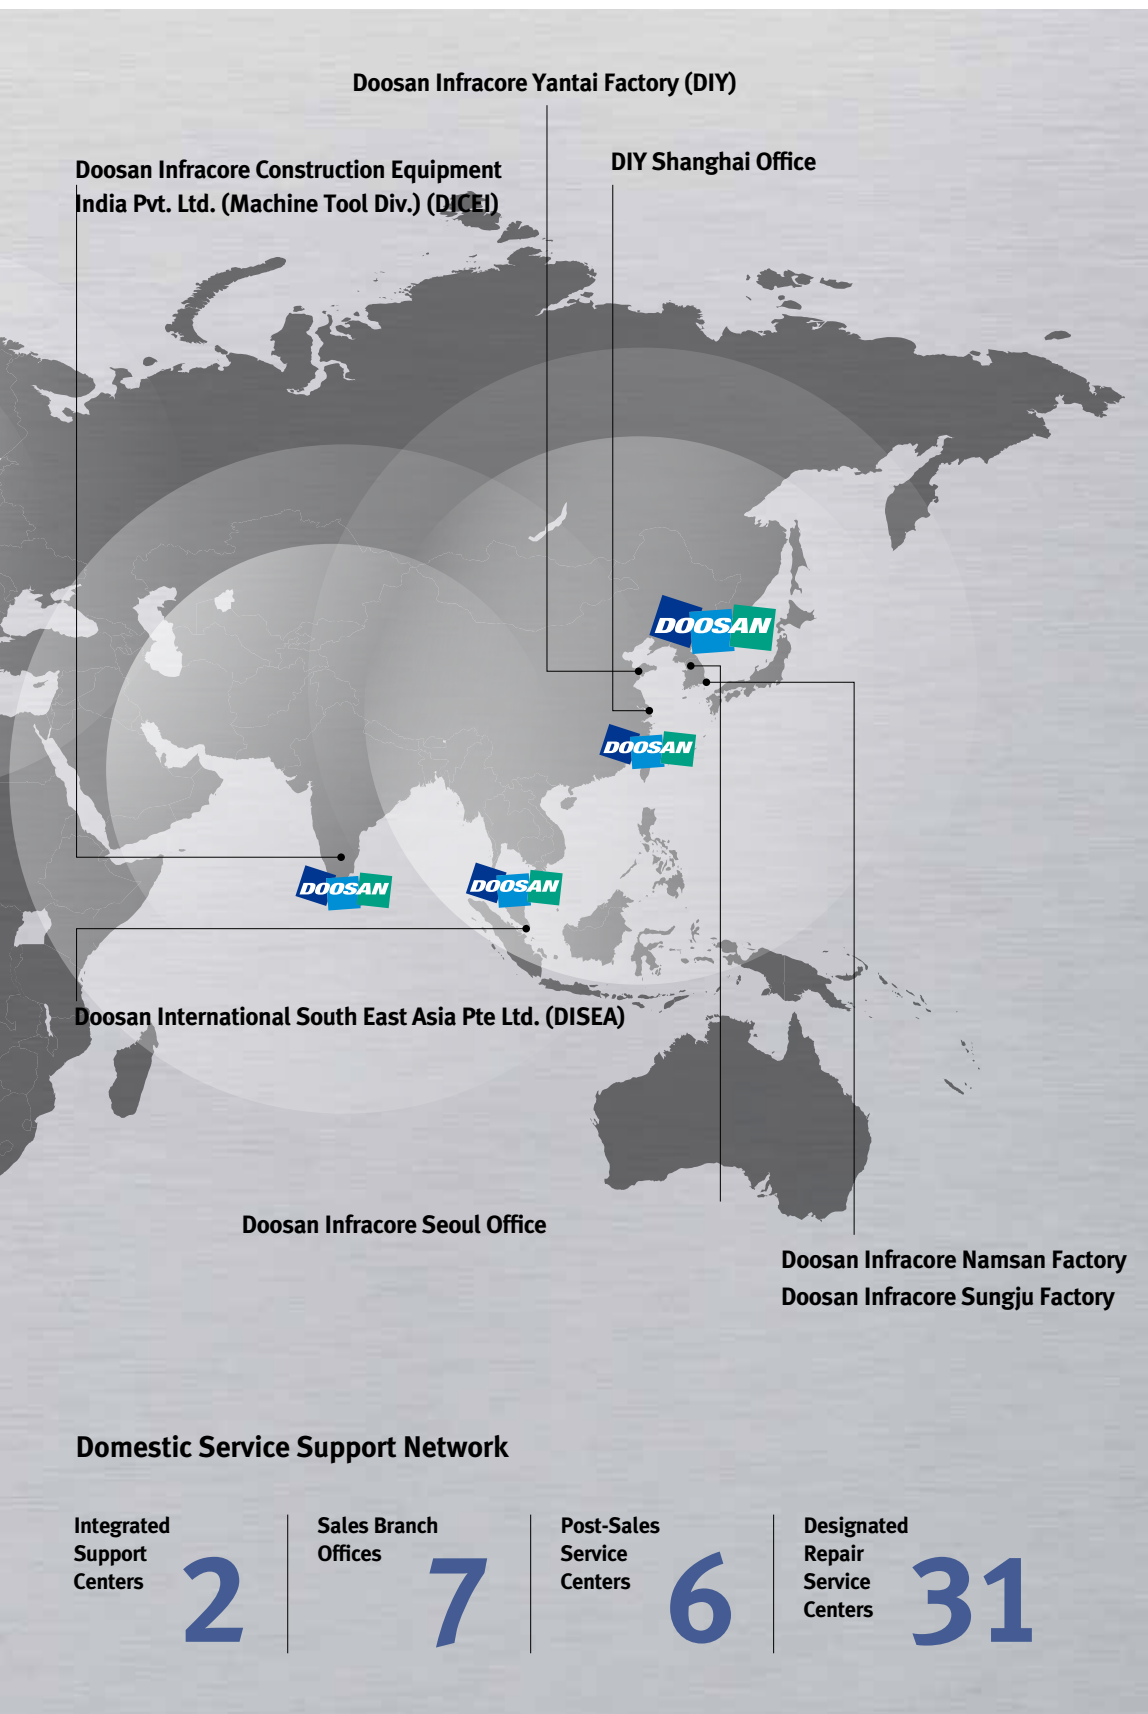 Doosan Infracore Yantai Factory (DIY)
DIY Shanghai Office
Doosan Infracore Construction Equipment
India Pvt. Ltd. (Machine Tool Div.) (DICEI)
DOOSAN
DOOSAN
DOOSAN
DOOSAN
Doosan International South East Asia Pte Ltd. (DISEA)
Doosan Infracore Seoul Office
Doosan Infracore Namsan Factory
Doosan Infracore Sungju Factory
Domestic Service Support Network
Integrated
Support
Centers
2
Sales Branch
Offices
7
Post-Sales
Service
Centers
6
Designated
Repair
Service
Centers
31